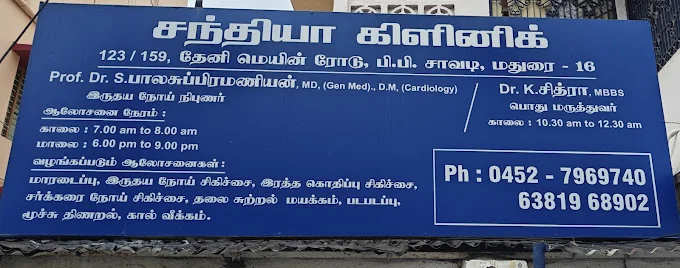 சந்தியா கிளினிக்
123 / 159, தேனி மெயின் ரோடு, பி.பி. சாவடி, மதுரை - 16
Prof. Dr. S.பாலசுப்பிரமணியன், MD, (Gen Med)., D.M, (Cardiology)
இருதய நோய் நிபுணர்
ஆலோசனை நேரம் :
காலை : 7.00 am to 8.00 am
மாலை : 6.00 pm to 9.00 pm
வழங்கப்படும் ஆலோசனைகள் :
மாரடைப்பு, இருதய நோய் சிகிச்சை, இரத்த கொதிப்பு சிகிச்சை,
சர்க்கரை நோய் சிகிச்சை, தலை சுற்றல் மயக்கம், படபடப்பு,
மூச்சு திணறல், கால் வீக்கம்.
Dr. K.சித்ரா, MBBS
பொது மருத்துவர்
காலை : 10.30 am to 12.30 am
Ph : 0452 - 7969740
63819 68902